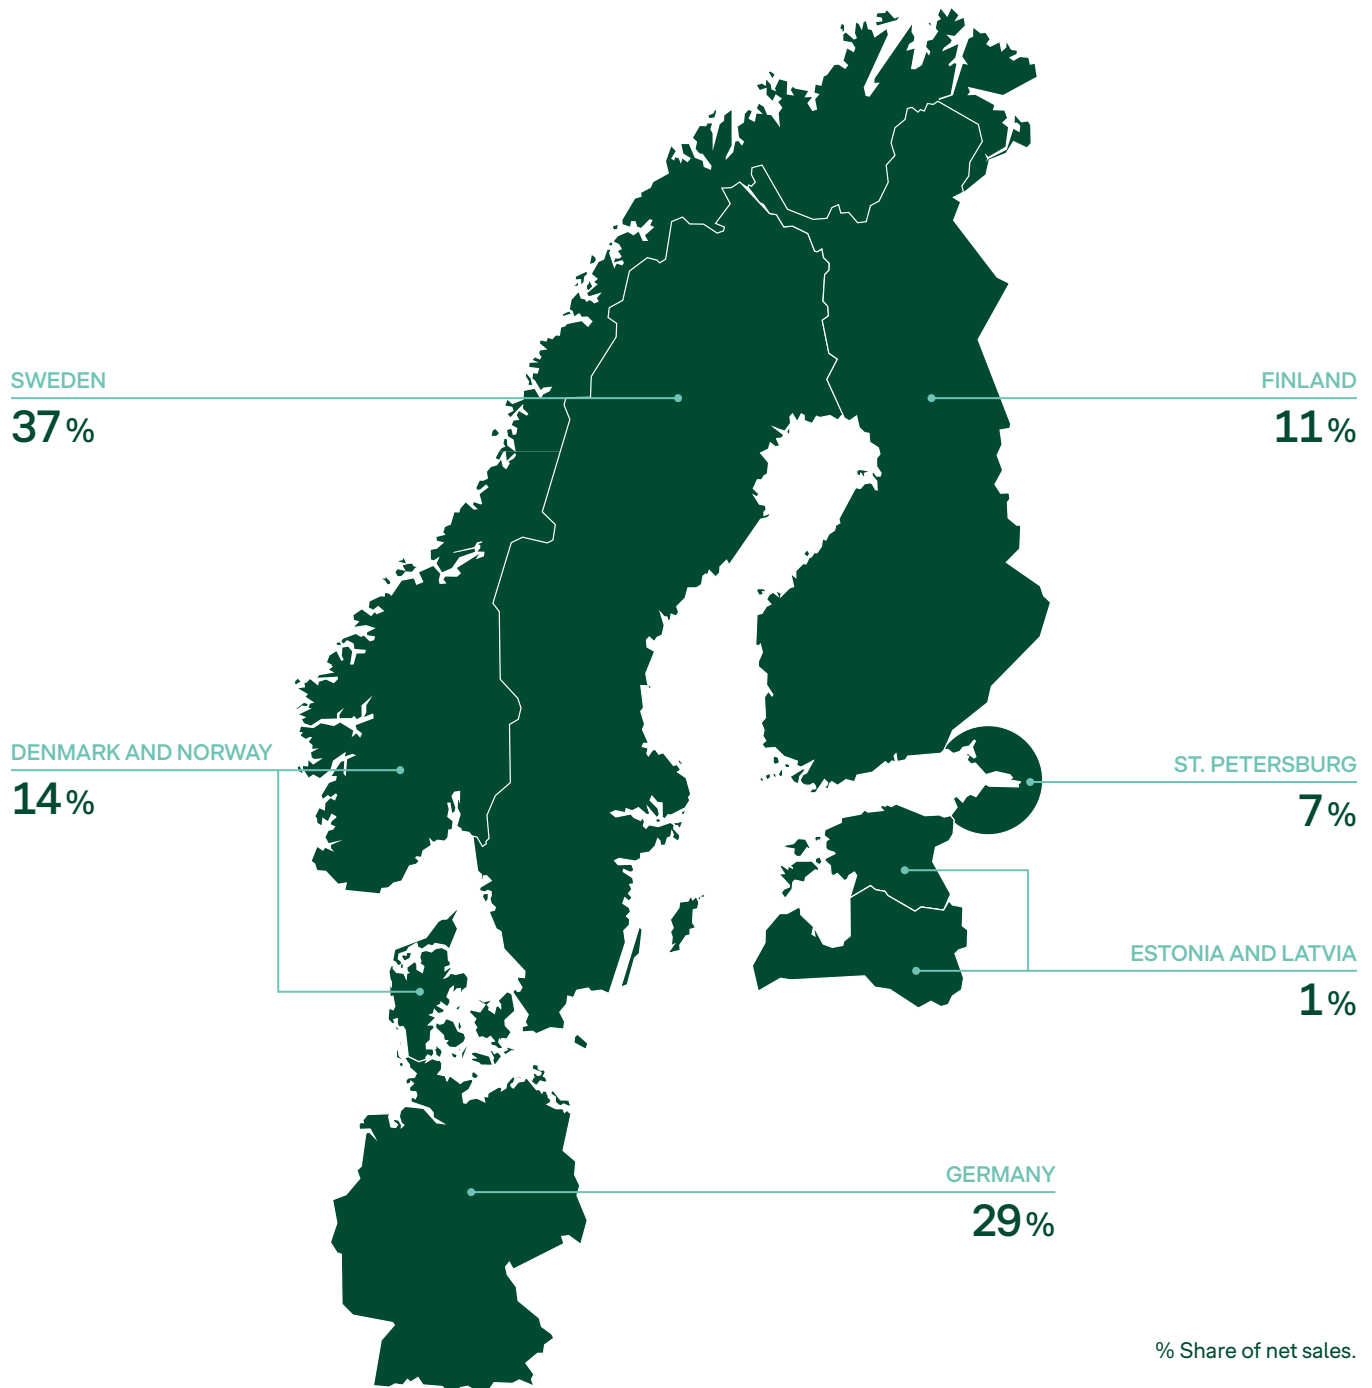 SWEDEN
37 %
FINLAND
11 %
DENMARK AND NORWAY
14 %
ST. PETERSBURG
7 %
ESTONIA AND LATVIA
1 %
GERMANY
29 %
% Share of net sales.